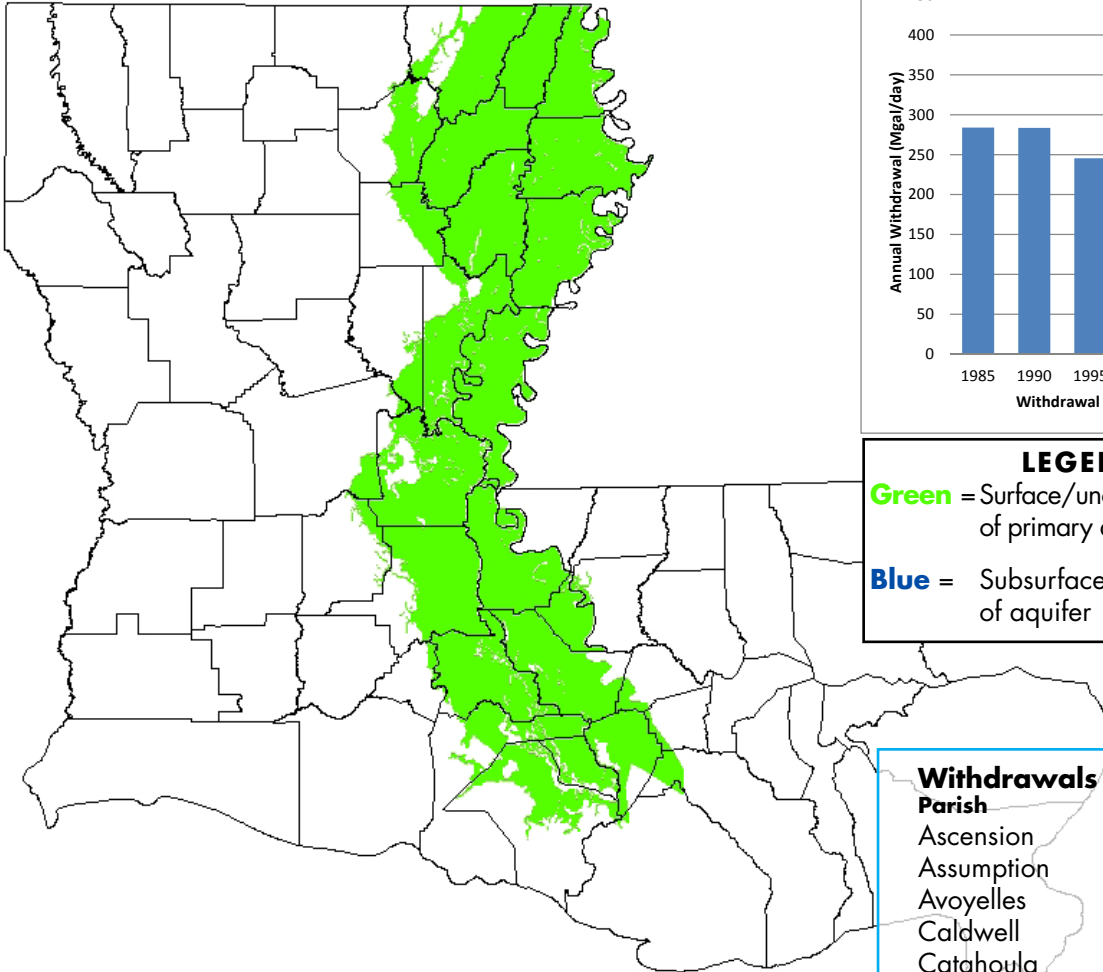 400
350
300
250
200
150
100
50
0
Annual Withdrawal (Mgal/day)
1985 1990 1995
Withdrawal
LEGE
Green = Surface/un
of primary
Blue = Subsurface
of aquifer
Withdrawals
Parish
Ascension
Assumption
Avoyelles
Caldwell
Catahoula